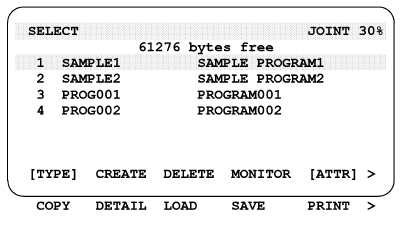 SELECT JOINT 30%
61276 bytes free
1 SAMPLE1 SAMPLE PROGRAM1
2 SAMPLE2 SAMPLE PROGRAM2
3 PROG001 PROGRAM001
4 PROG002 PROGRAM002
[TYPE] CREATE DELETE MONITOR [ATTR] >
COPY DETAIL LOAD SAVE PRINT >